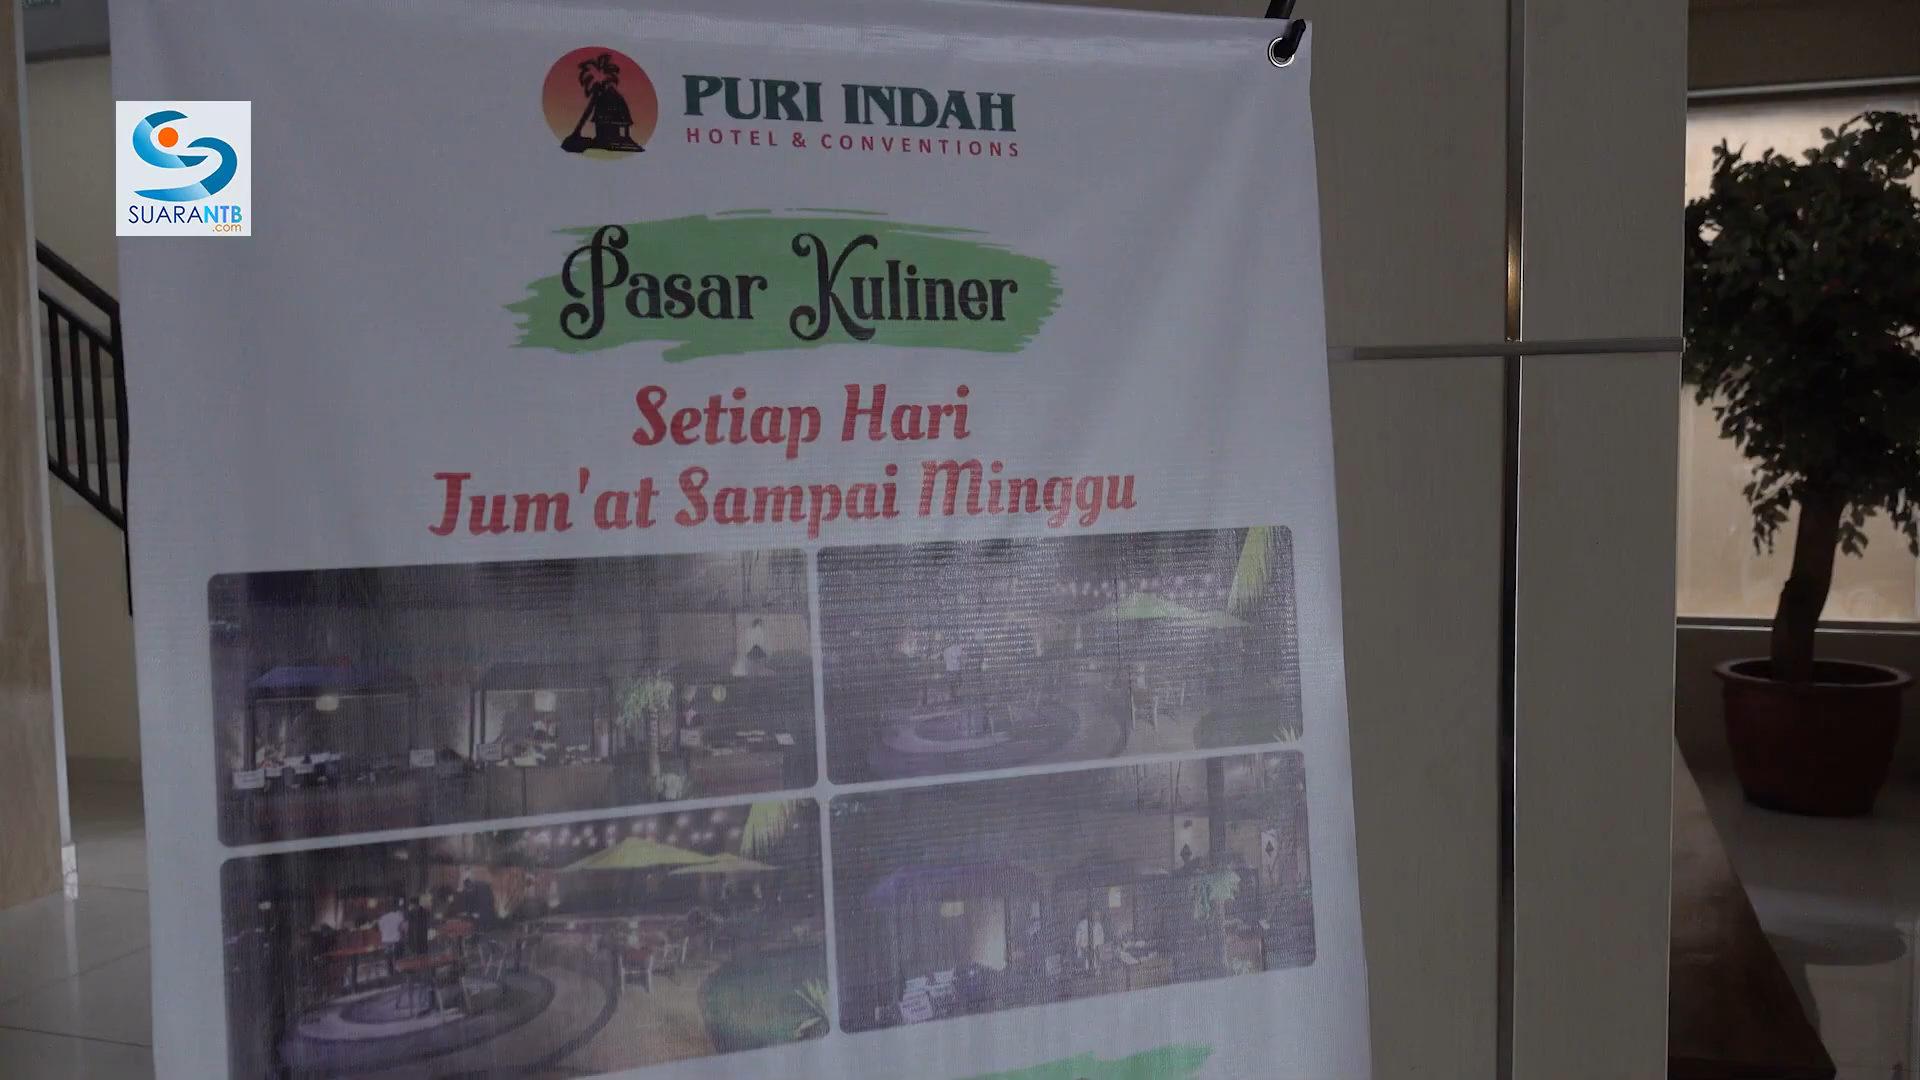 PURI INDAH
HOTEL & CONVENTIONS
SUARANTB
.com
Pasar Kuliner
Setiap Hari
Jum'at Sampai Minggu